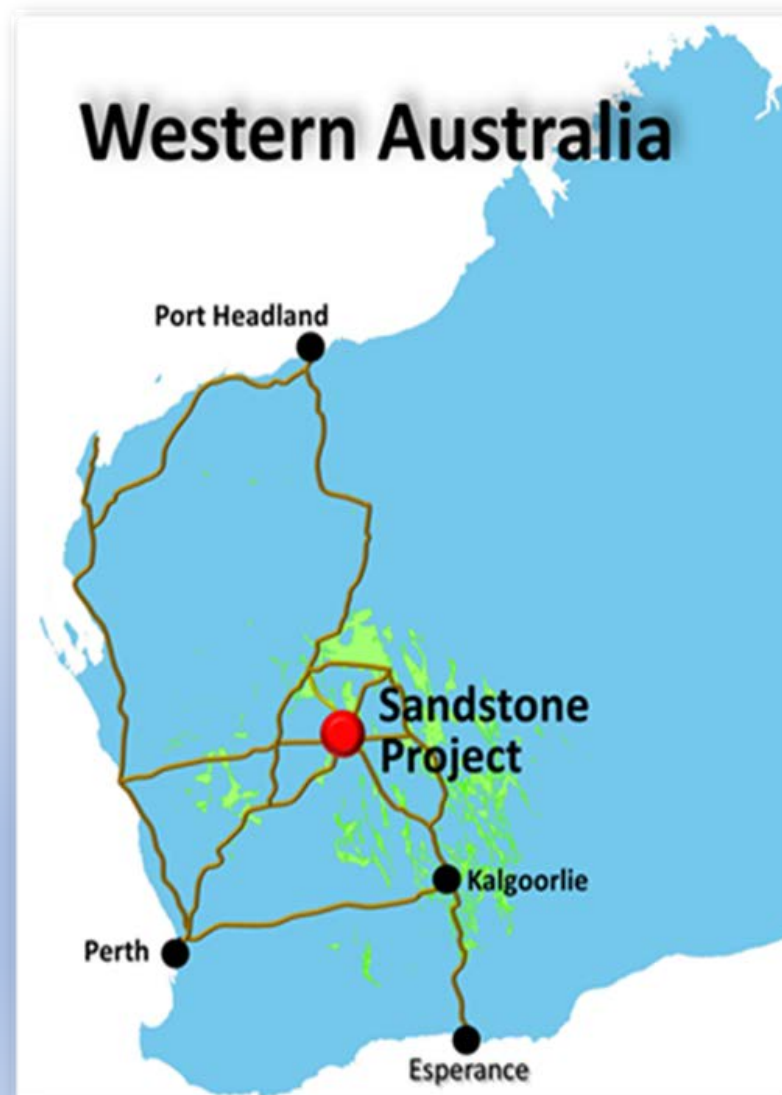 Western Australia
Port Headland
Sandstone
Project
Kalgoorlie
Perth
Esperance